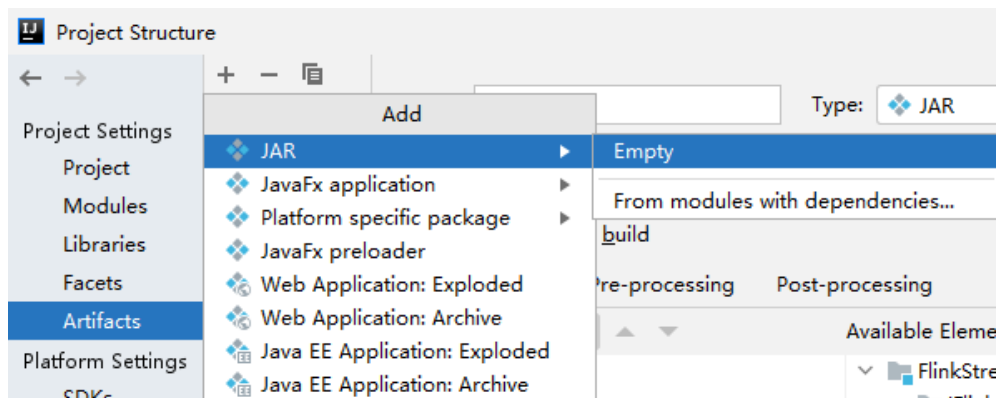 Project Structure
Add
Type: JAR
Project Settings
JAR
Empty
Project
JavaFx application
Modules
Platform specific package
From modules with dependencies...
Libraries
JavaFx preloader
build
Facets
Web Application: Exploded
Pre-processing
Post-processing
Artifacts
Web Application: Archive
Available Eleme
Platform Settings
Java EE Application: Exploded
FlinkStre
SDKs
Java EE Application: Archive